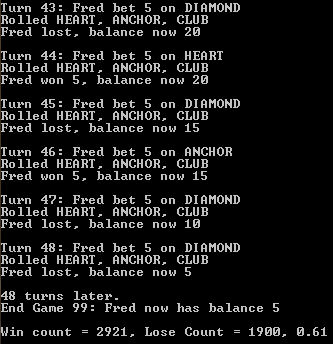 Turn 43: Fred bet 5 on DIAMOND
Rolled HEART, ANCHOR, CLUB
Fred lost, balance now 20
Turn 44: Fred bet 5 on HEART
Rolled HEART, ANCHOR, CLUB
Fred won 5, balance now 20
Turn 45: Fred bet 5 on DIAMOND
Rolled HEART, ANCHOR, CLUB
Fred lost, balance now 15
Turn 46: Fred bet 5 on ANCHOR
Rolled HEART, ANCHOR, CLUB
Fred won 5, balance now 15
Turn 47: Fred bet 5 on DIAMOND
Rolled HEART, ANCHOR, CLUB
Fred lost, balance now 10
Turn 48: Fred bet 5 on DIAMOND
Rolled HEART, ANCHOR, CLUB
Fred lost, balance now 5
48 turns later.
End Game 99: Fred now has balance 5
Win count = 2921, Lose Count = 1900, 0.61